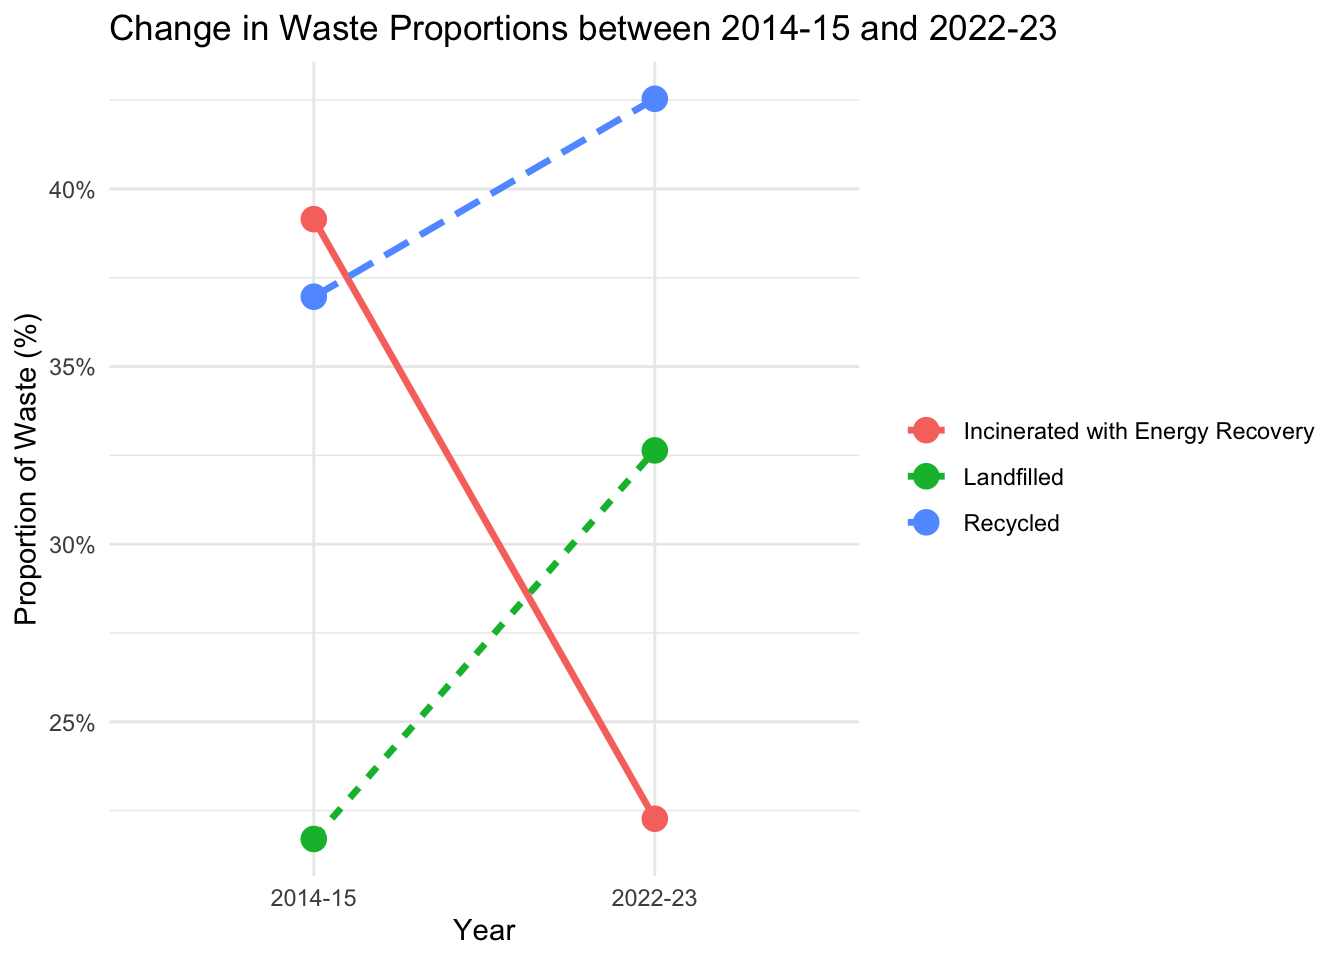 Change in Waste Proportions between 2014-15 and 2022-23
Proportion of Waste (%)
40%
35%
30%
25%
2014-15
2022-23
Year
Incinerated with Energy Recovery
Landfilled
Recycled